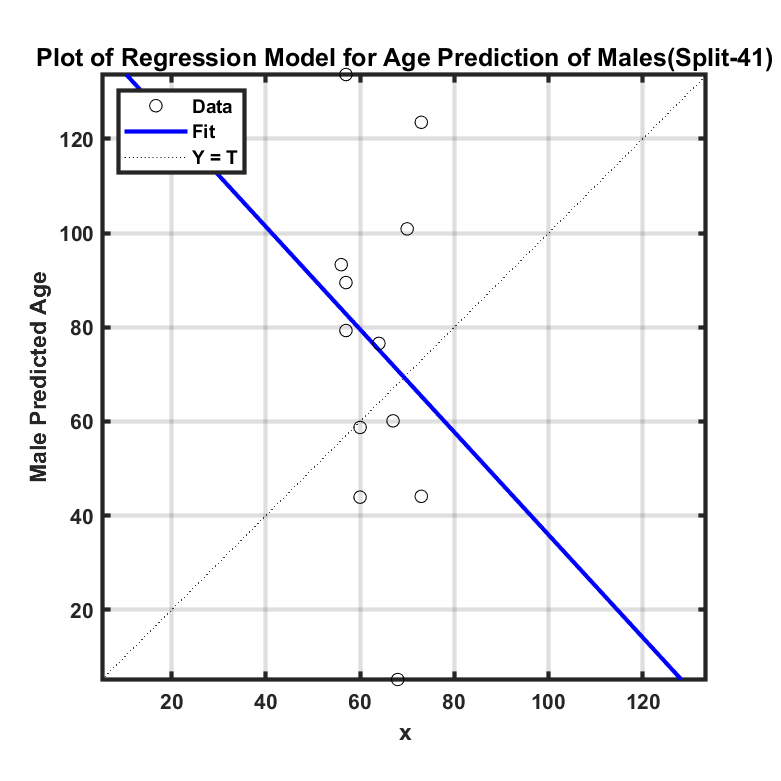 Plot of Regression Model for Age Prediction of Males(Split-41)
Data
Fit
Y = T
Male Predicted Age
120
100
80
60
40
20
20 40 60 80 100 120
x